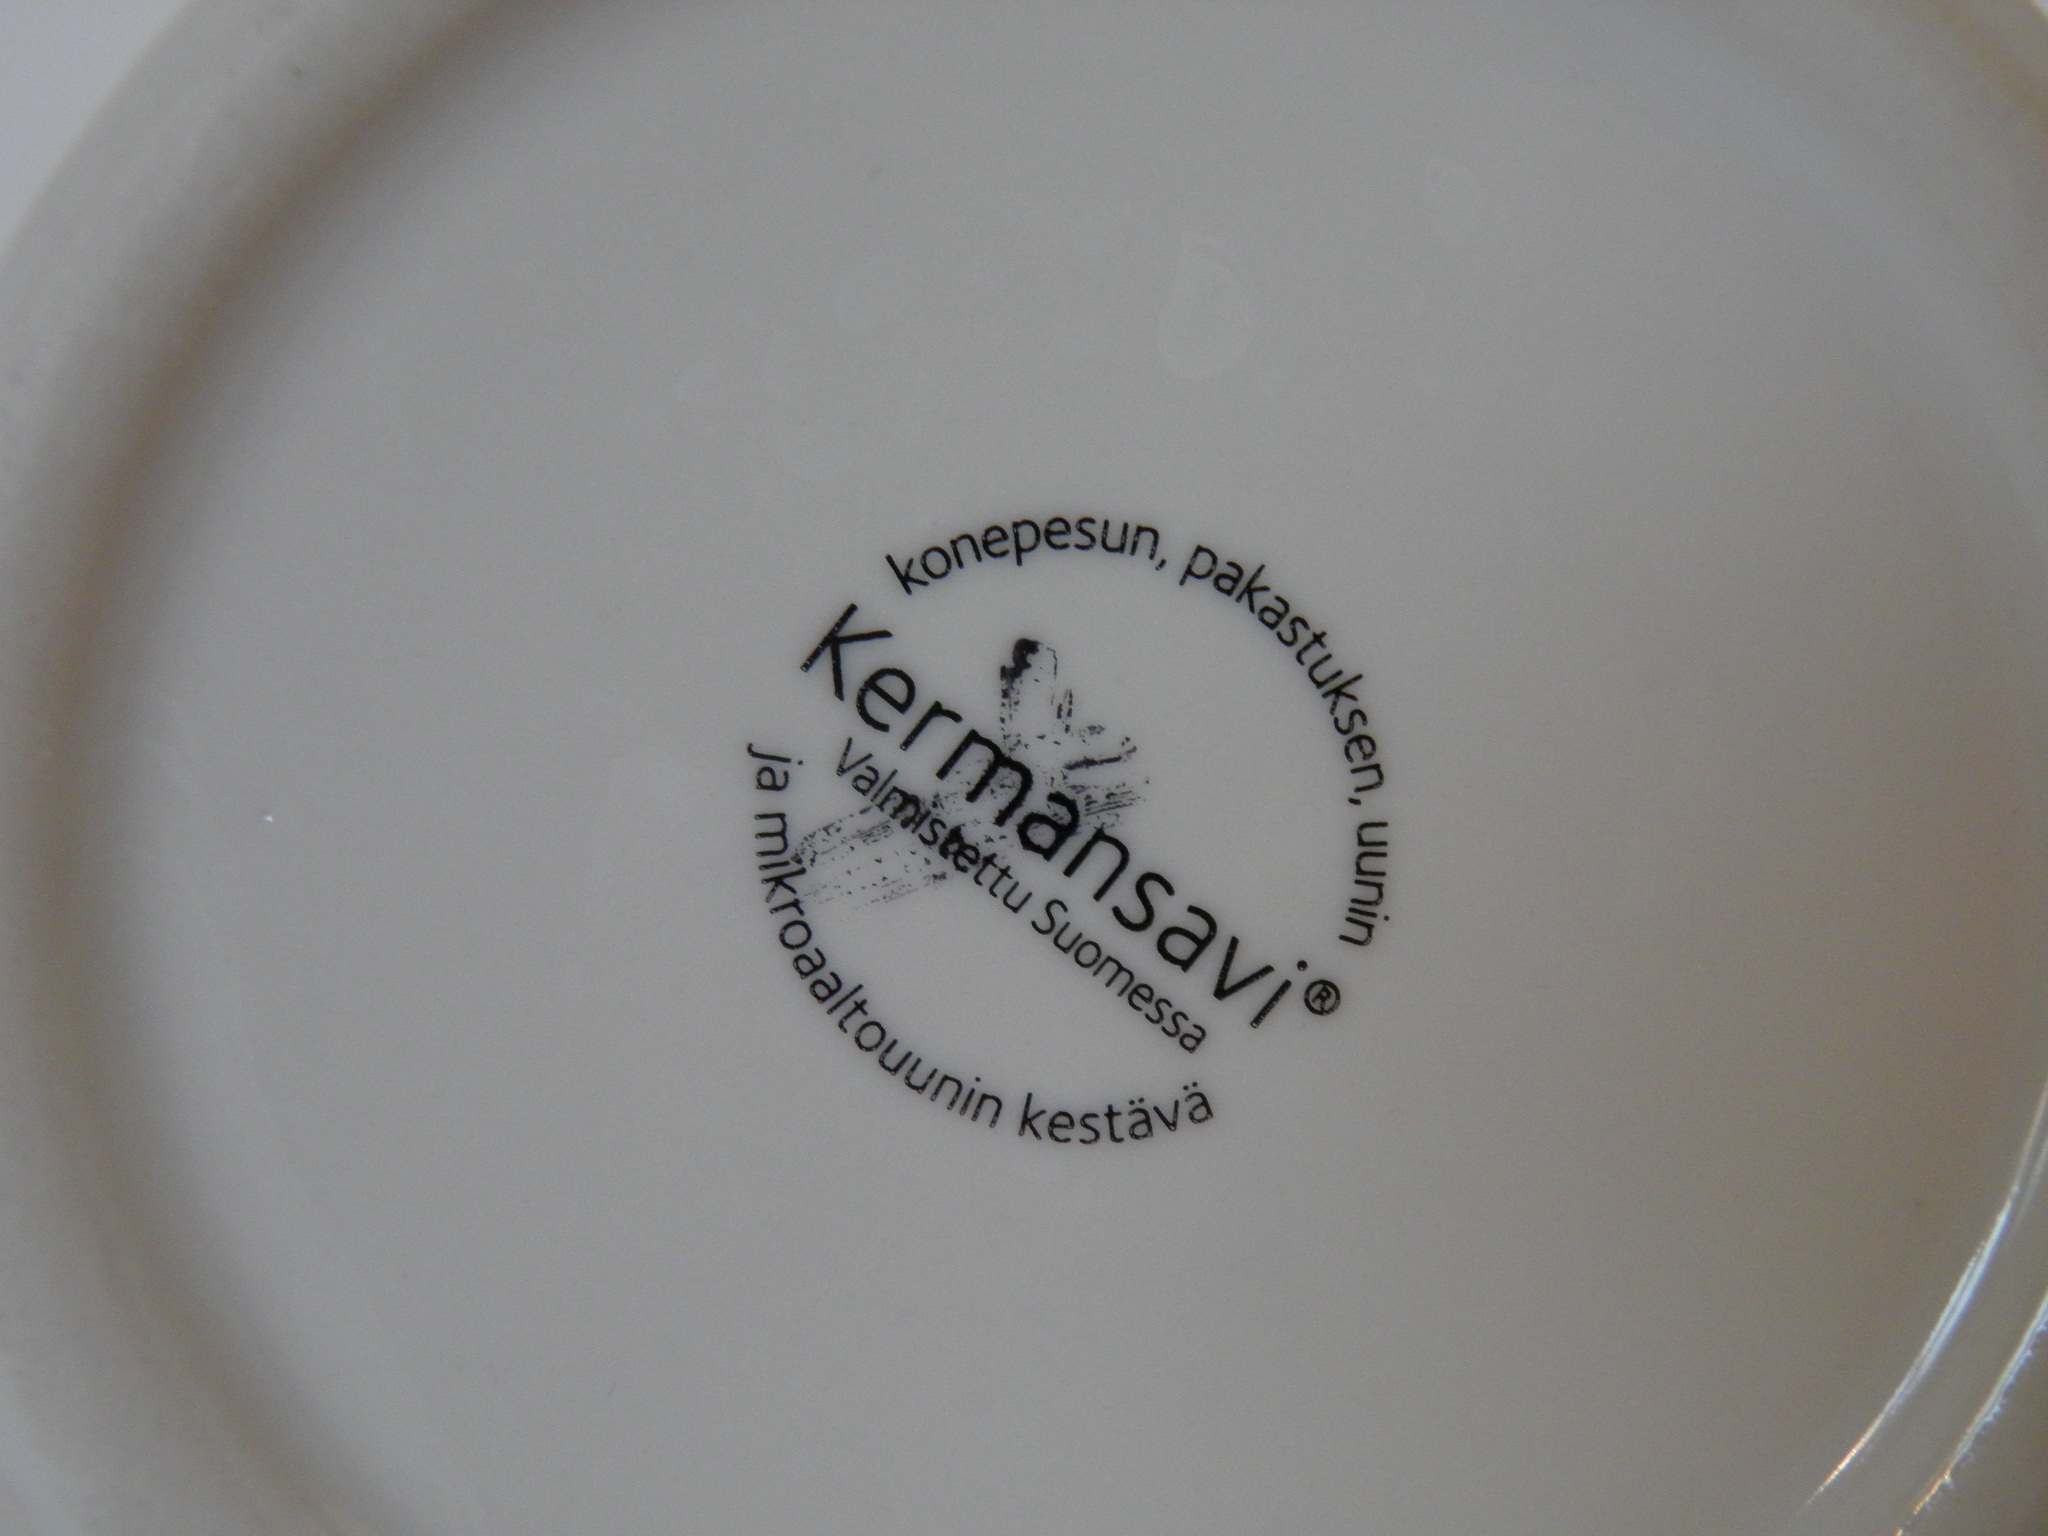 konepesun, pakastuksen, uunin
Kermansavi®
Valmistettu Suomessa
ja mikroaaltouunin kestävä